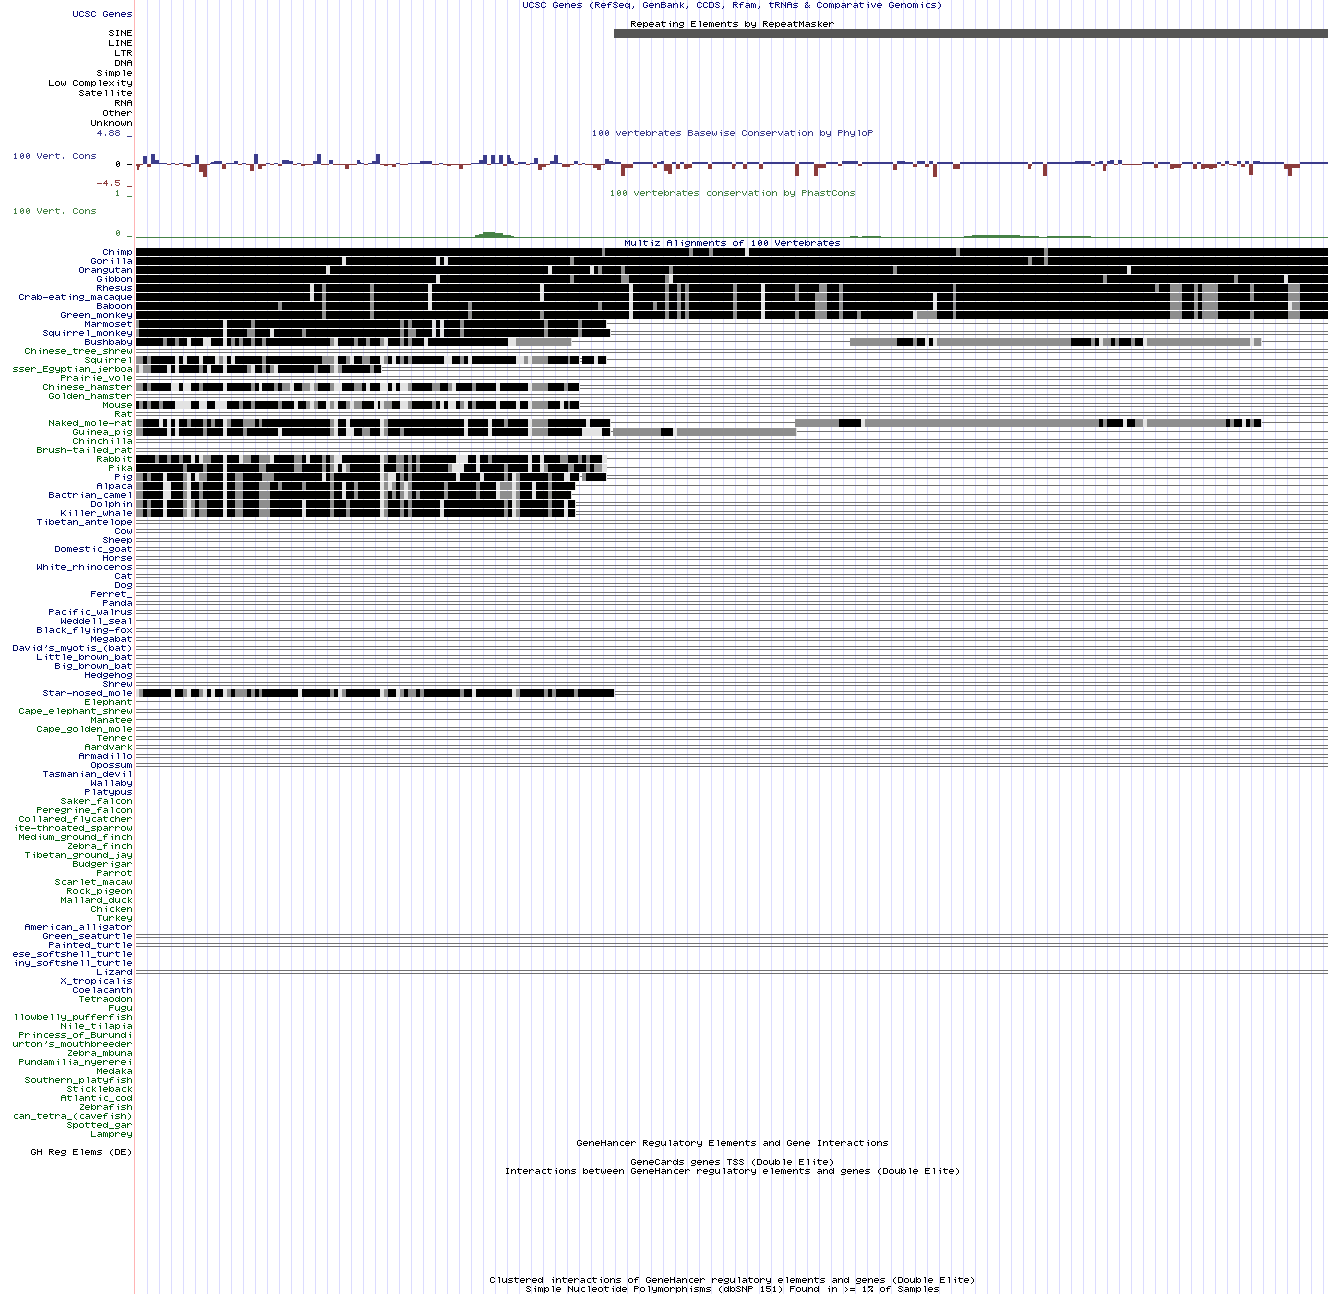 UCSC Genes (RefSeq, GenBank, CCDS, Rfam, tRNAs & Comparative Genomics)
UCSC Genes
Repeating Elements by RepeatMasker
SINE
LINE
LTR
DNA
Simple
Low Complexity
Satellite
RNA
Other
Unknown
4.88 _
100 vertebrates Basewise Conservation by PhyloP
100 Vert. Cons
0 _
-4.5 _
100 vertebrates conservation by PhastCons
1 _
100 Vert. Cons
0 _
Multiz Alignments of 100 Vertebrates
Chimp
Gorilla
Orangutan
Gibbon
Rhesus
Crab-eating_macaque
Baboon
Green_monkey
Marmoset
Squirrel_monkey
Bushbaby
Chinese_tree_shrew
Squirrel
sser_Egyptian_jerboa
Prairie_vole
Chinese_hamster
Golden_hamster
Mouse
Rat
Naked_mole-rat
Guinea_pig
Chinchilla
Brush-tailed_rat
Rabbit
Pika
Pig
Alpaca
Bactrian_camel
Dolphin
Killer_whale
Tibetan_antelope
Cow
Sheep
Domestic_goat
Horse
White_rhinoceros
Cat
Dog
Ferret_
Panda
Pacific_walrus
Weddell_seal
Black_flying-fox
Megabat
David's_myotis_(bat)
Little_brown_bat
Big_brown_bat
Hedgehog
Shrew
Star-nosed_mole
Elephant
Cape_elephant_shrew
Manatee
Cape_golden_mole
Tenrec
Aardvark
Armadillo
Opossum
Tasmanian_devil
Wallaby
Platypus
Saker_falcon
Peregrine_falcon
Collared_flycatcher
ite-throated_sparrow
Medium_ground_finch
Zebra_finch
Tibetan_ground_jay
Budgerigar
Parrot
Scarlet_macaw
Rock_pigeon
Mallard_duck
Chicken
Turkey
American_alligator
Green_seaturtle
Painted_turtle
ese_softshell_turtle
iny_softshell_turtle
Lizard
X_tropicalis
Coelacanth
Tetraodon
Fugu
llowbelly_pufferfish
Nile_tilapia
Princess_of_Burundi
urton's_mouthbreeder
Zebra_mbuna
Pundamilia_nyererei
Medaka
Southern_platyfish
Stickleback
Atlantic_cod
Zebrafish
can_tetra_(cavefish)
Spotted_gar
Lamprey
GeneHancer Regulatory Elements and Gene Interactions
GH Reg Elems (DE)
GeneCards genes TSS (Double Elite)
Interactions between GeneHancer regulatory elements and genes (Double Elite)
Clustered interactions of GeneHancer regulatory elements and genes (Double Elite)
Simple Nucleotide Polymorphisms (dbSNP 151) Found in >= 1% of Samples